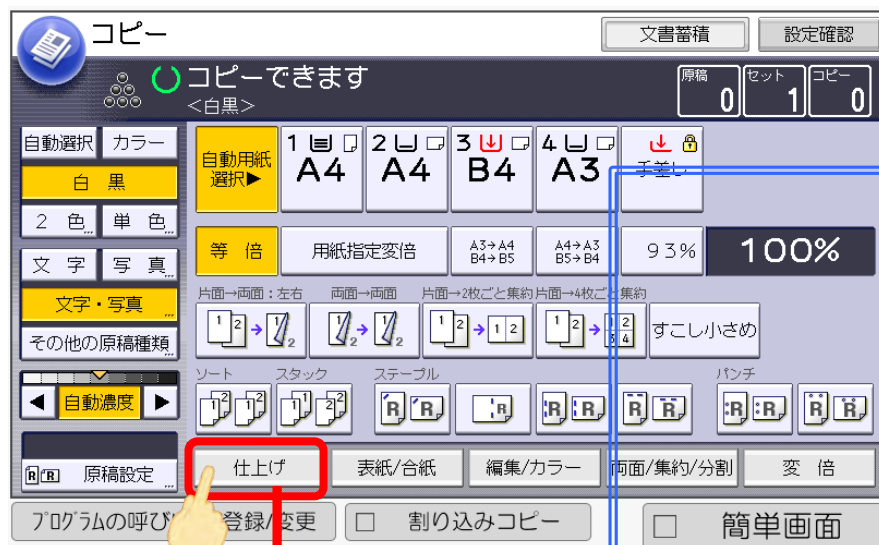 コピー
文書蓄積
設定確認
コピーできます
<白黒>
原稿 0
セット 1
コピー 0
自動選択
カラー
白 黒
2 色
単 色
文 字
写 真
文字・写真
その他の原稿種類
自動濃度
原稿設定
自動用紙
選択▶
1 A4
2 A4
3 B4
4 A3
手差し
等 倍
用紙指定変倍
A3→A4
B4→B5
A4→A3
B5→B4
93%
100%
片面→両面:左右
両面→両面
片面→2枚ごと集約
片面→4枚ごと集約
すこし小さめ
ソート
スタック
ステープル
パンチ
仕上げ
表紙/合紙
編集/カラー
両面/集約/分割
変 倍
プログラムの呼び
登録/変更
割り込みコピー
簡単画面